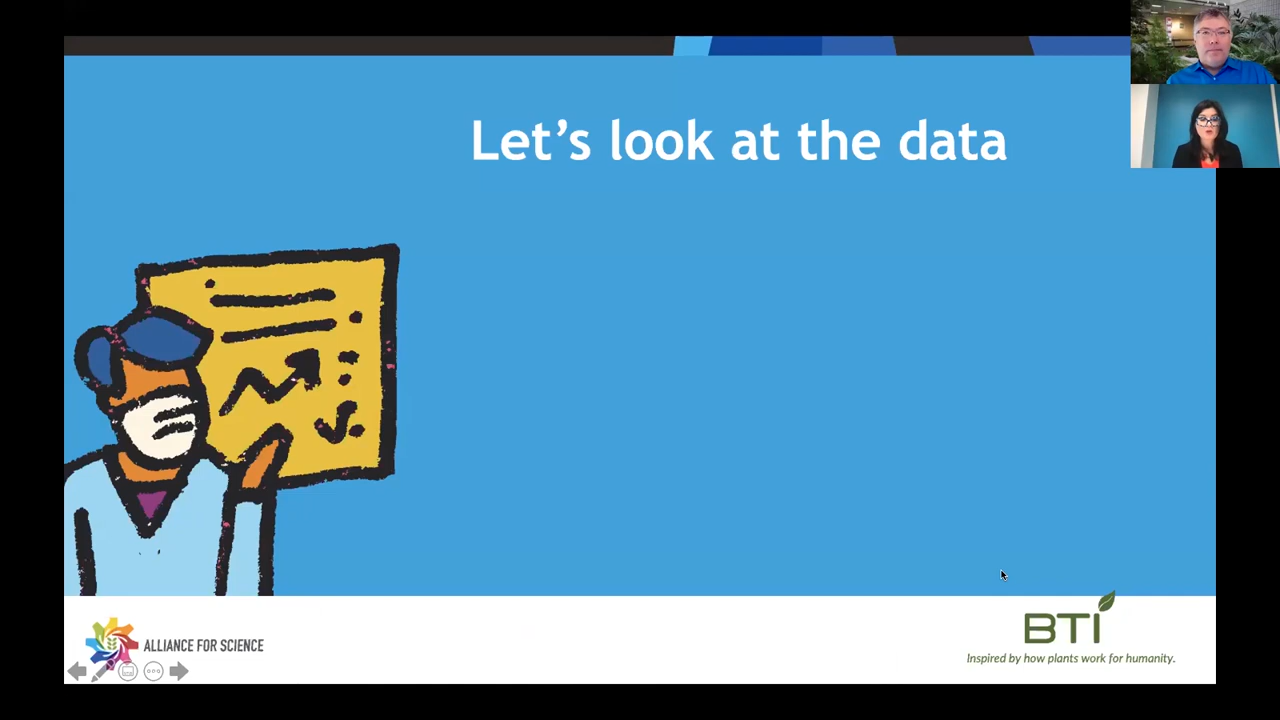 Let's look at the data
ALLIANCE FOR SCIENCE
BTI
Inspired by how plants work for humanity.